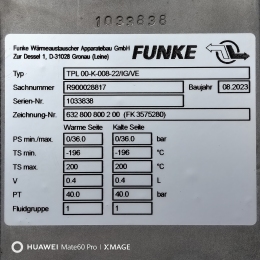 1033838
Funke Wärmeaustauscher Apparatebau GmbH
Zur Dessel 1, D-31028 Gronau (Leine)
FUNKE
Typ TPL 00-K-008-22/IG/VE
Sachnummer R900028817 Baujahr 08.2023
Serien-Nr. 1033838
Zeichnung-Nr. 632 800 800 2 00 (FK 3575280)
Warme Seite Kalte Seite
PS min./max. 0/36.0 0/36.0 bar
TS min -196 -196 °C
TS max 200 200 °C
V 0.4 0.4 L
PT 40.0 40.0 bar
Fluidgruppe 1 1
HUAWEI Mate60 Pro | XMAGE